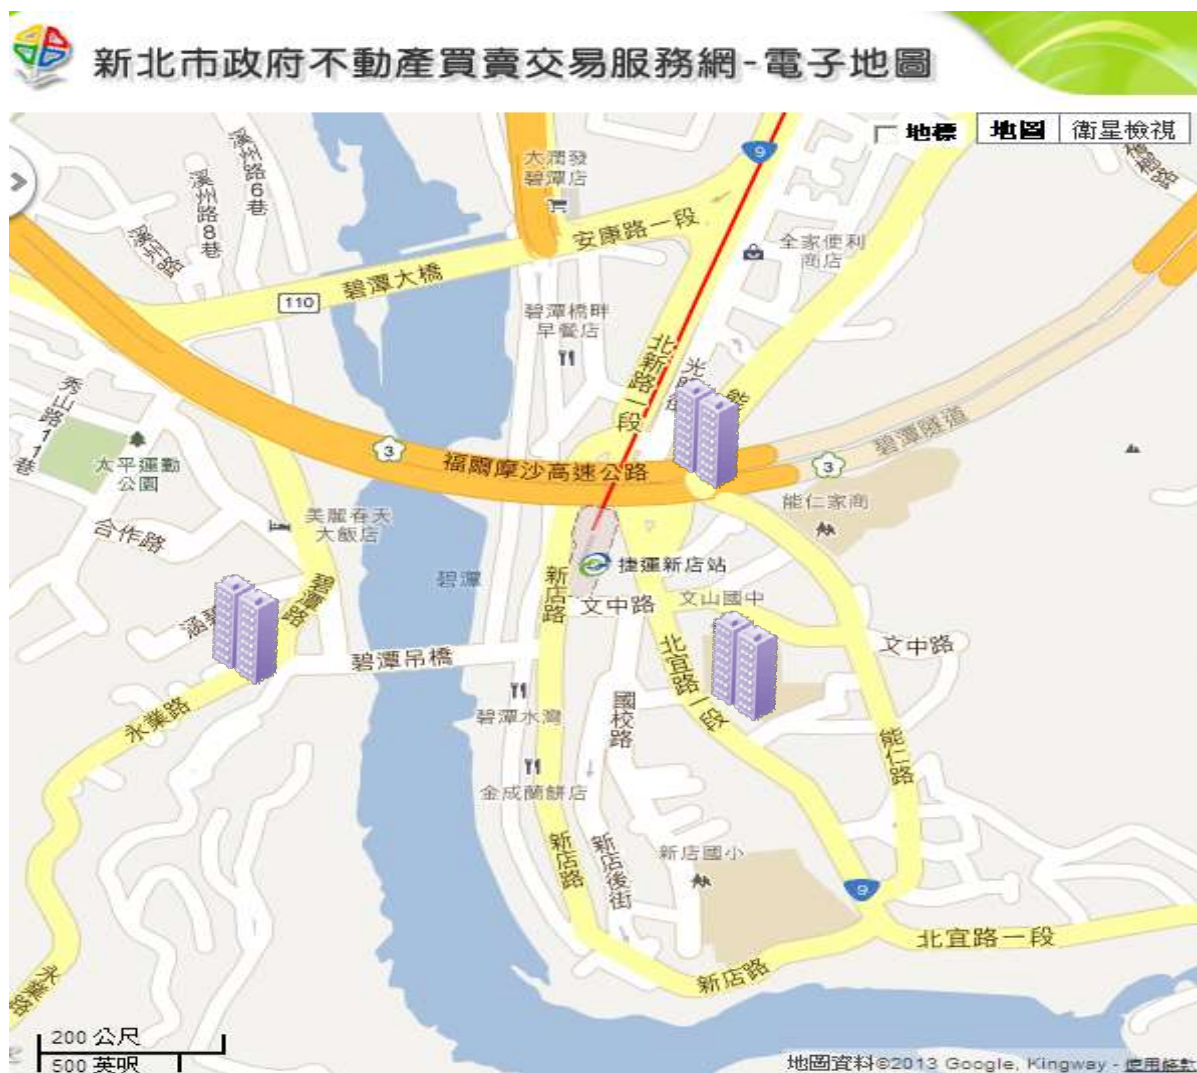 新北市政府不動產買賣交易服務網-電子地圖
地標
地圖
衛星檢視
溪州路6巷
溪州路8巷
溪州路
大潤發
碧潭店
9
安康路一段
全家便利
商店
碧潭大橋
110
碧潭橋畔
早餐店
北新路一段
秀山路11巷
太平運動
公園
3
福爾摩沙高速公路
碧潭隧道
3
能仁家商
合作路
美麗春天
大飯店
碧潭
碧潭路
新店路
捷運新店站
文中路
文山國中
文中路
碧潭吊橋
永業路
北宜路一段
國校路
碧潭水灣
能仁路
金成蘭餅店
新店路
新店後街
新店國小
9
北宜路一段
新店路
永業路
200 公尺
500 英呎
地圖資料©2013 Google, Kingway - 使用條款